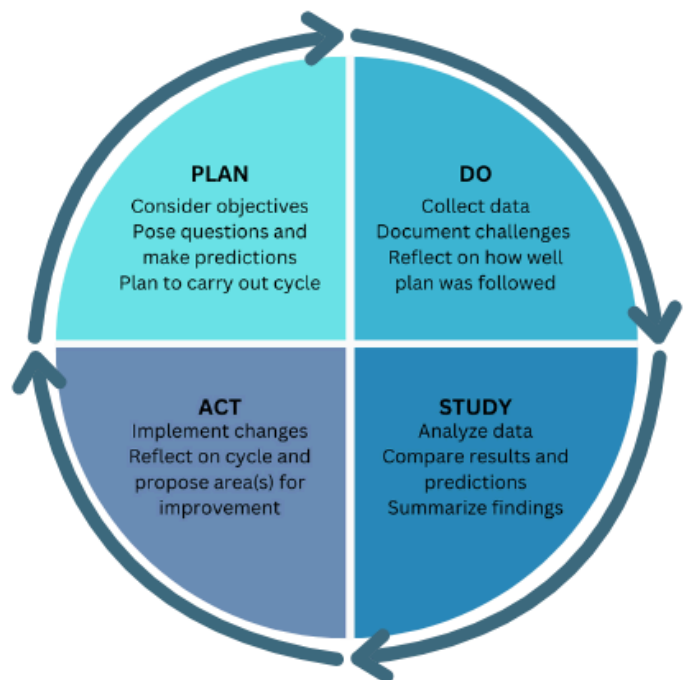 PLAN
Consider objectives
Pose questions and
make predictions
Plan to carry out cycle
DO
Collect data
Document challenges
Reflect on how well
plan was followed
ACT
Implement changes
Reflect on cycle and
propose area(s) for
improvement
STUDY
Analyze data
Compare results and
predictions
Summarize findings